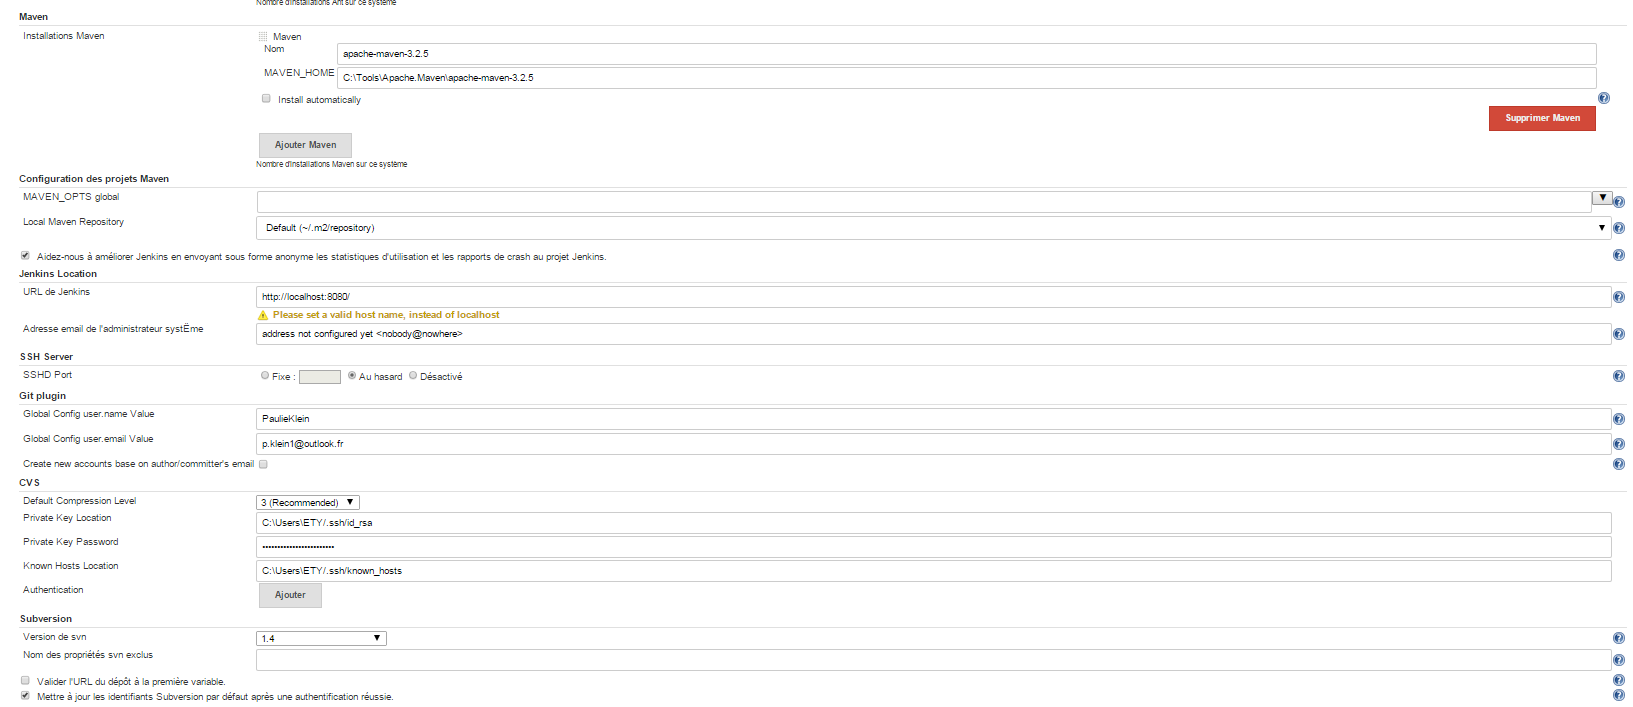 Nombre d'installations Ant sur ce système
Maven
Installations Maven
Maven
Nom
apache-maven-3.2.5
MAVEN_HOME
C:\Tools\Apache.Maven\apache-maven-3.2.5
Install automatically
Supprimer Maven
Ajouter Maven
Nombre d'installations Maven sur ce système
Configuration des projets Maven
MAVEN_OPTS global
Local Maven Repository
Default (~/.m2/repository)
Aidez-nous à améliorer Jenkins en envoyant sous forme anonyme les statistiques d'utilisation et les rapports de crash au projet Jenkins.
Jenkins Location
URL de Jenkins
http://localhost:8080/
Please set a valid host name, instead of localhost
Adresse email de l'administrateur systËme
address not configured yet <nobody@nowhere>
SSH Server
SSHD Port
Fixe : Au hasard Désactivé
Git plugin
Global Config user.name Value
PaulieKlein
Global Config user.email Value
p.klein1@outlook.fr
Create new accounts base on author/committer's email
CVS
Default Compression Level
3 (Recommended)
Private Key Location
C:\Users\ETY/.ssh/id_rsa
Private Key Password
Known Hosts Location
C:\Users\ETY/.ssh/known_hosts
Authentication
Ajouter
Subversion
Version de svn
1.4
Nom des propriétés svn exclus
Valider l'URL du dépôt à la première variable.
Mettre à jour les identifiants Subversion par défaut après une authentification réussie.